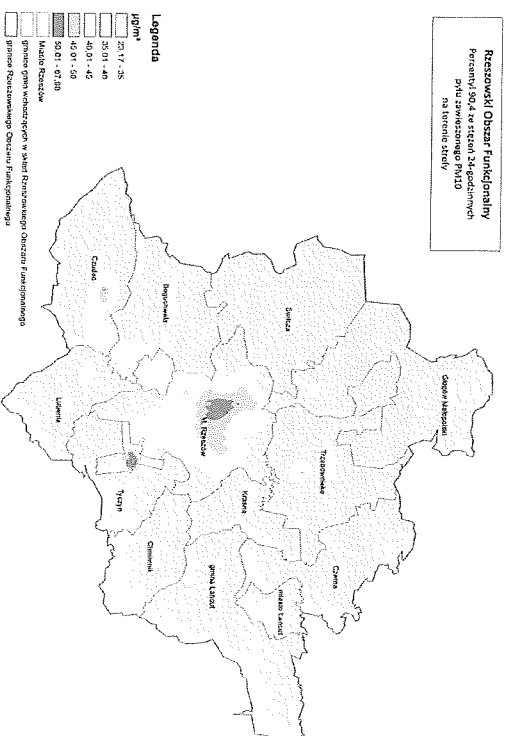 Rzeszowski Obszar Funkcjonalny
Percentyl 90,4 ze stężeń 24-godzinnych
pyłu zawieszonego PM10
na terenie strefy
Głogów Małopolski
Świlcza
Trzebownisko
Czarna
Boguchwała
M. Rzeszów
Krasne
miasto Łańcut
gmina Łańcut
Czudec
Lubenia
Tyczyn
Chmielnik
Legenda
µg/m³
23,17 - 35
35,01 - 40
40,01 - 45
45,01 - 50
50,01 - 67,80
Miasto Rzeszów
granice gmin wchodzących w skład Rzeszowskiego Obszaru Funkcjonalnego
granice Rzeszowskiego Obszaru Funkcjonalnego